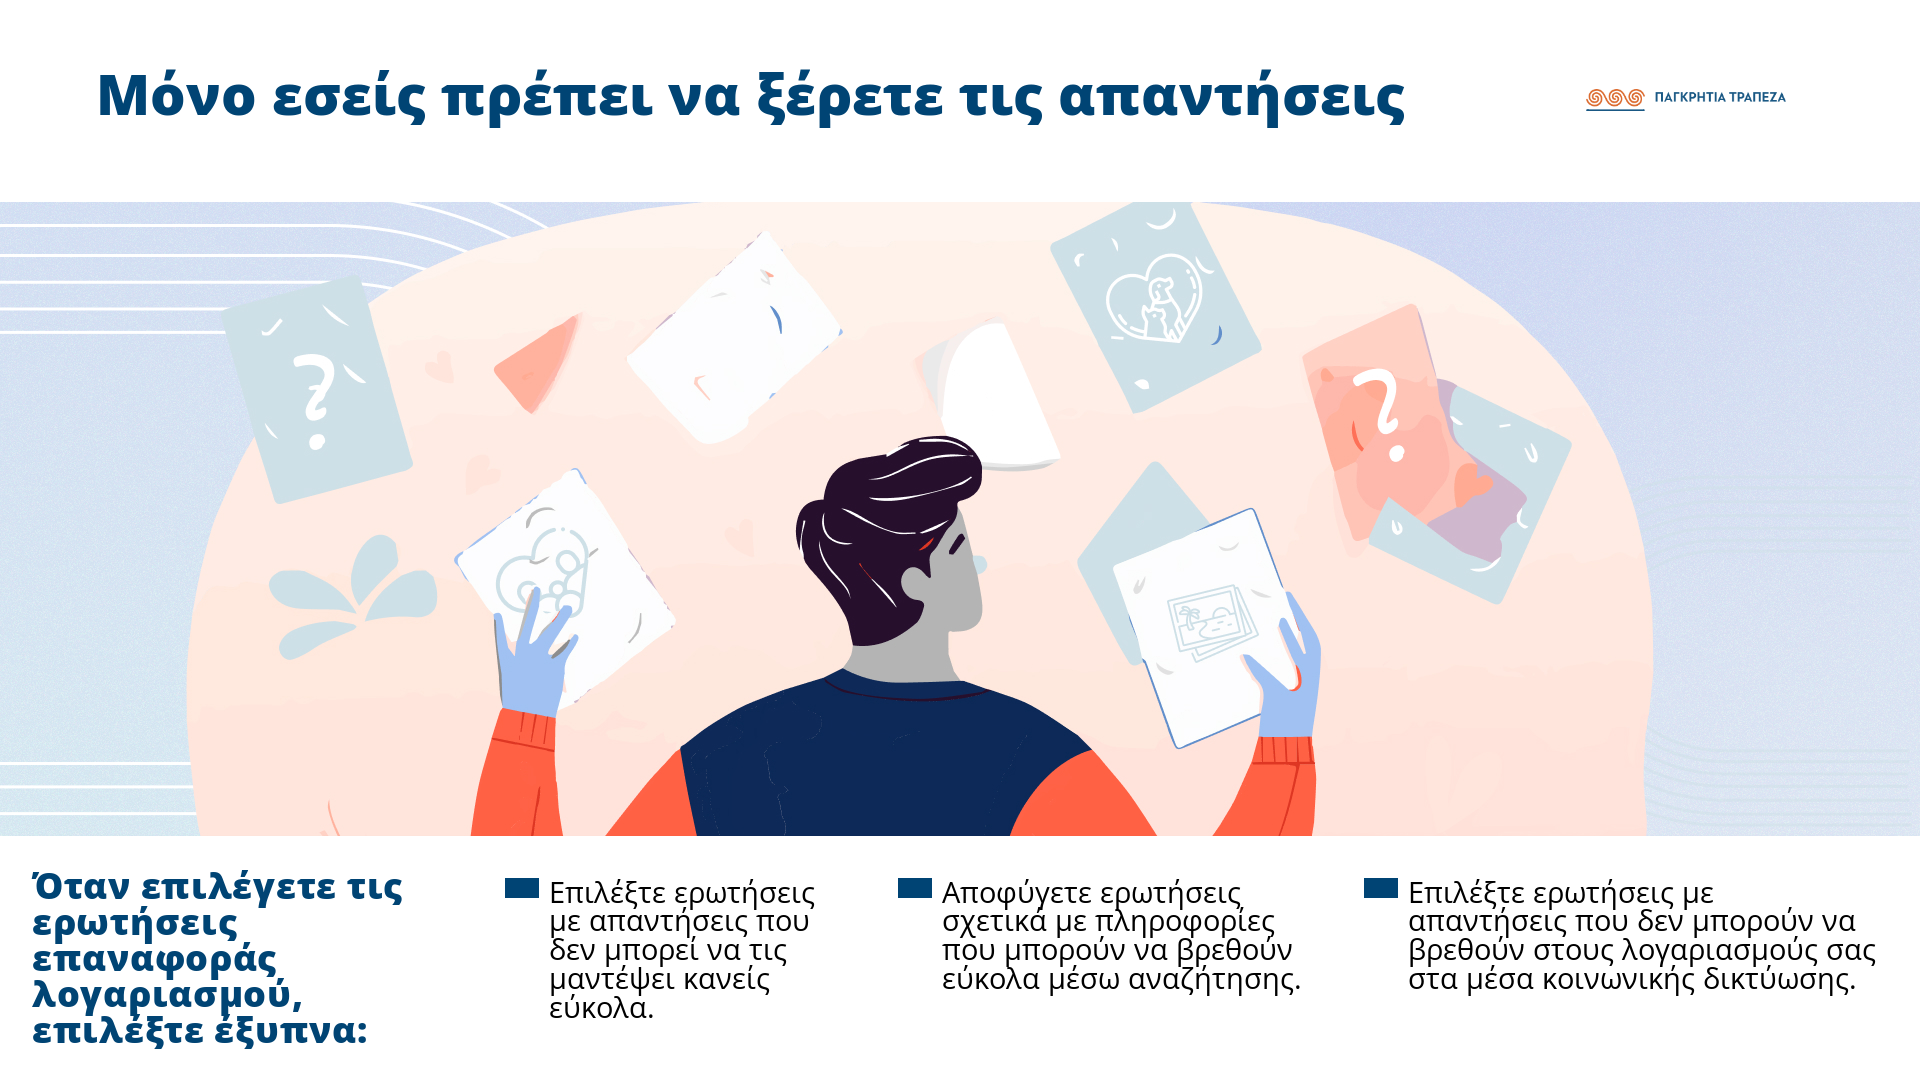 Μόνο εσείς πρέπει να ξέρετε τις απαντήσεις
ΠΑΓΚΡΗΤΙΑ ΤΡΑΠΕΖΑ
?
?
Όταν επιλέγετε τις
ερωτήσεις
επαναφοράς
λογαριασμού,
επιλέξτε έξυπνα:
Επιλέξτε ερωτήσεις
με απαντήσεις που
δεν μπορεί να τις
μαντέψει κανείς
εύκολα.
Αποφύγετε ερωτήσεις
σχετικά με πληροφορίες
που μπορούν να βρεθούν
εύκολα μέσω αναζήτησης.
Επιλέξτε ερωτήσεις με
απαντήσεις που δεν μπορούν να
βρεθούν στους λογαριασμούς σας
στα μέσα κοινωνικής δικτύωσης.